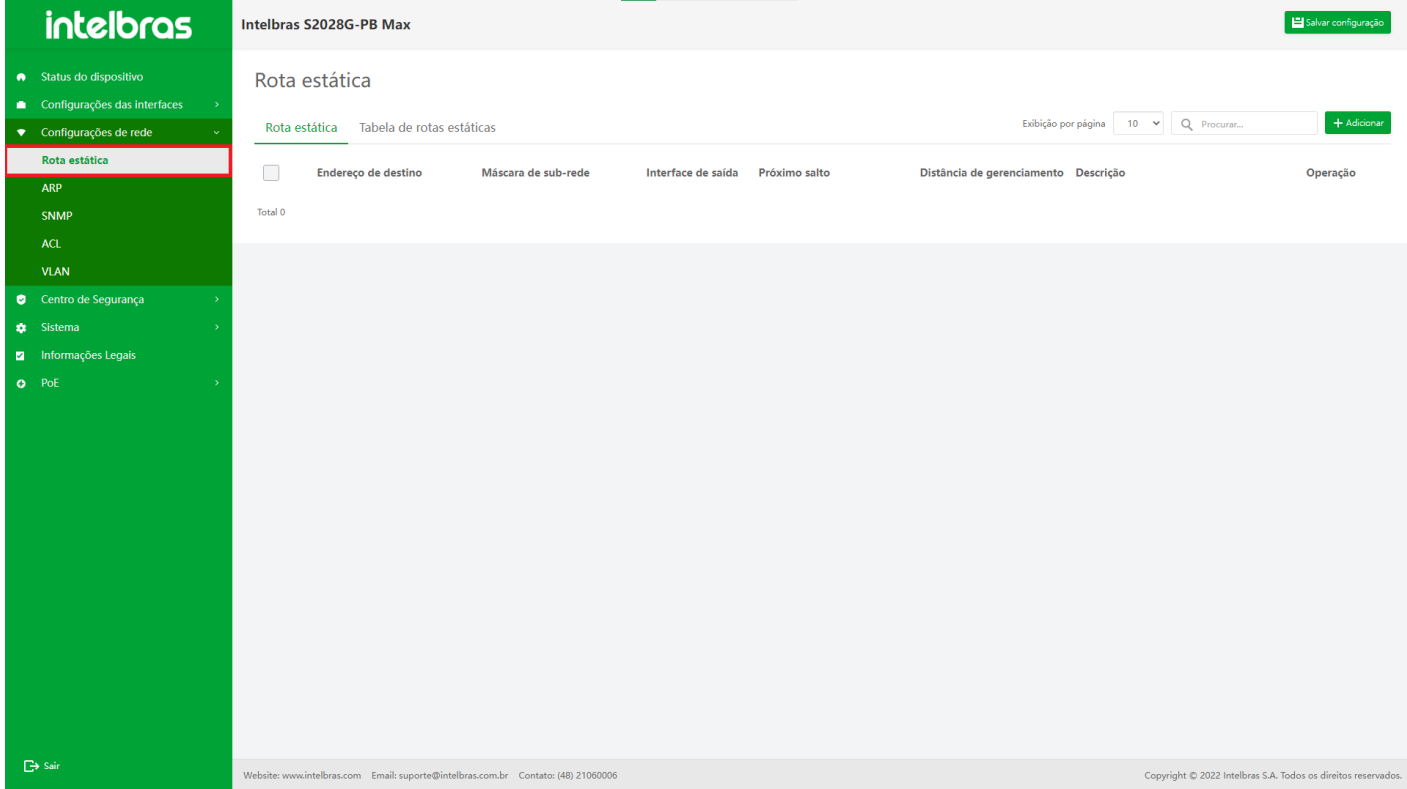 intelbras
Intelbras S2028G-PB Max
Salvar configuração
Status do dispositivo
Configurações das interfaces
Configurações de rede
Rota estática
ARP
SNMP
ACL
VLAN
Centro de Segurança
Sistema
Informações Legais
PoE
Sair
Rota estática
Rota estática Tabela de rotas estáticas
Exibição por página 10 Procurar... + Adicionar
Endereço de destino Máscara de sub-rede Interface de saída Próximo salto Distância de gerenciamento Descrição Operação
Total 0
Website: www.intelbras.com Email: suporte@intelbras.com.br Contato: (48) 21060006
Copyright © 2022 Intelbras S.A. Todos os direitos reservados.